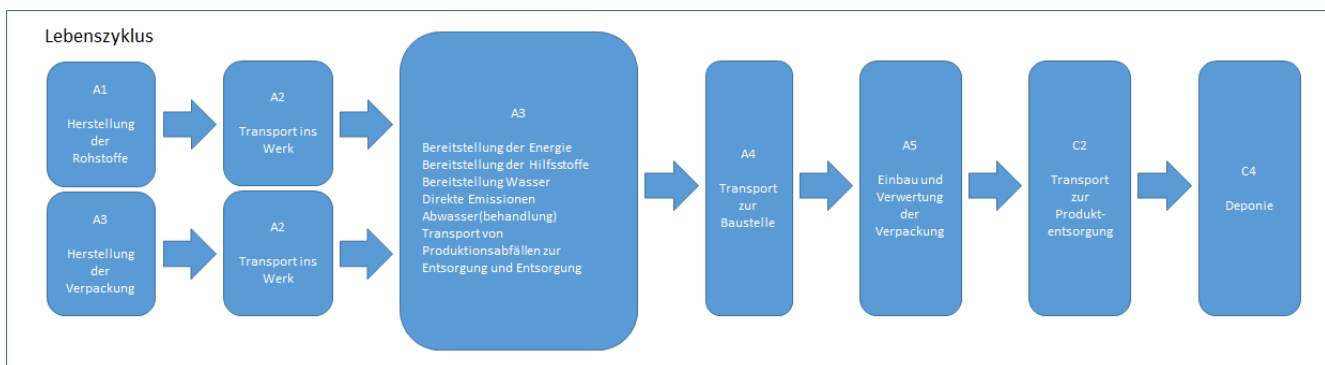 Lebenszyklus
A1
Herstellung
der
Rohstoffe
A2
Transport ins
Werk
A3
Herstellung
der
Verpackung
A2
Transport ins
Werk
A3
Bereitstellung der Energie
Bereitstellung der Hilfsstoffe
Bereitstellung Wasser
Direkte Emissionen
Abwasser(behandlung)
Transport von
Produktionsabfällen zur
Entsorgung und Entsorgung
A4
Transport
zur
Baustelle
A5
Einbau und
Verwertung
der
Verpackung
C2
Transport
zur
Produkt-
entsorgung
C4
Deponie